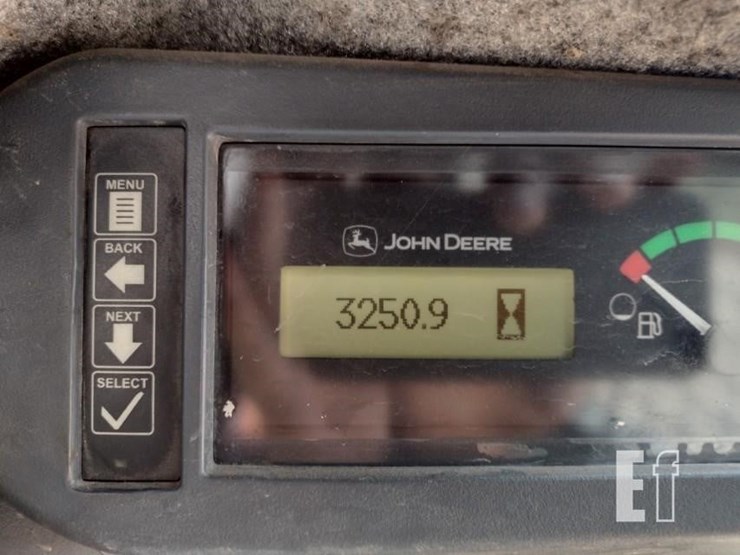 MENU
BACK
NEXT
SELECT
JOHN DEERE
3250.9
Ef